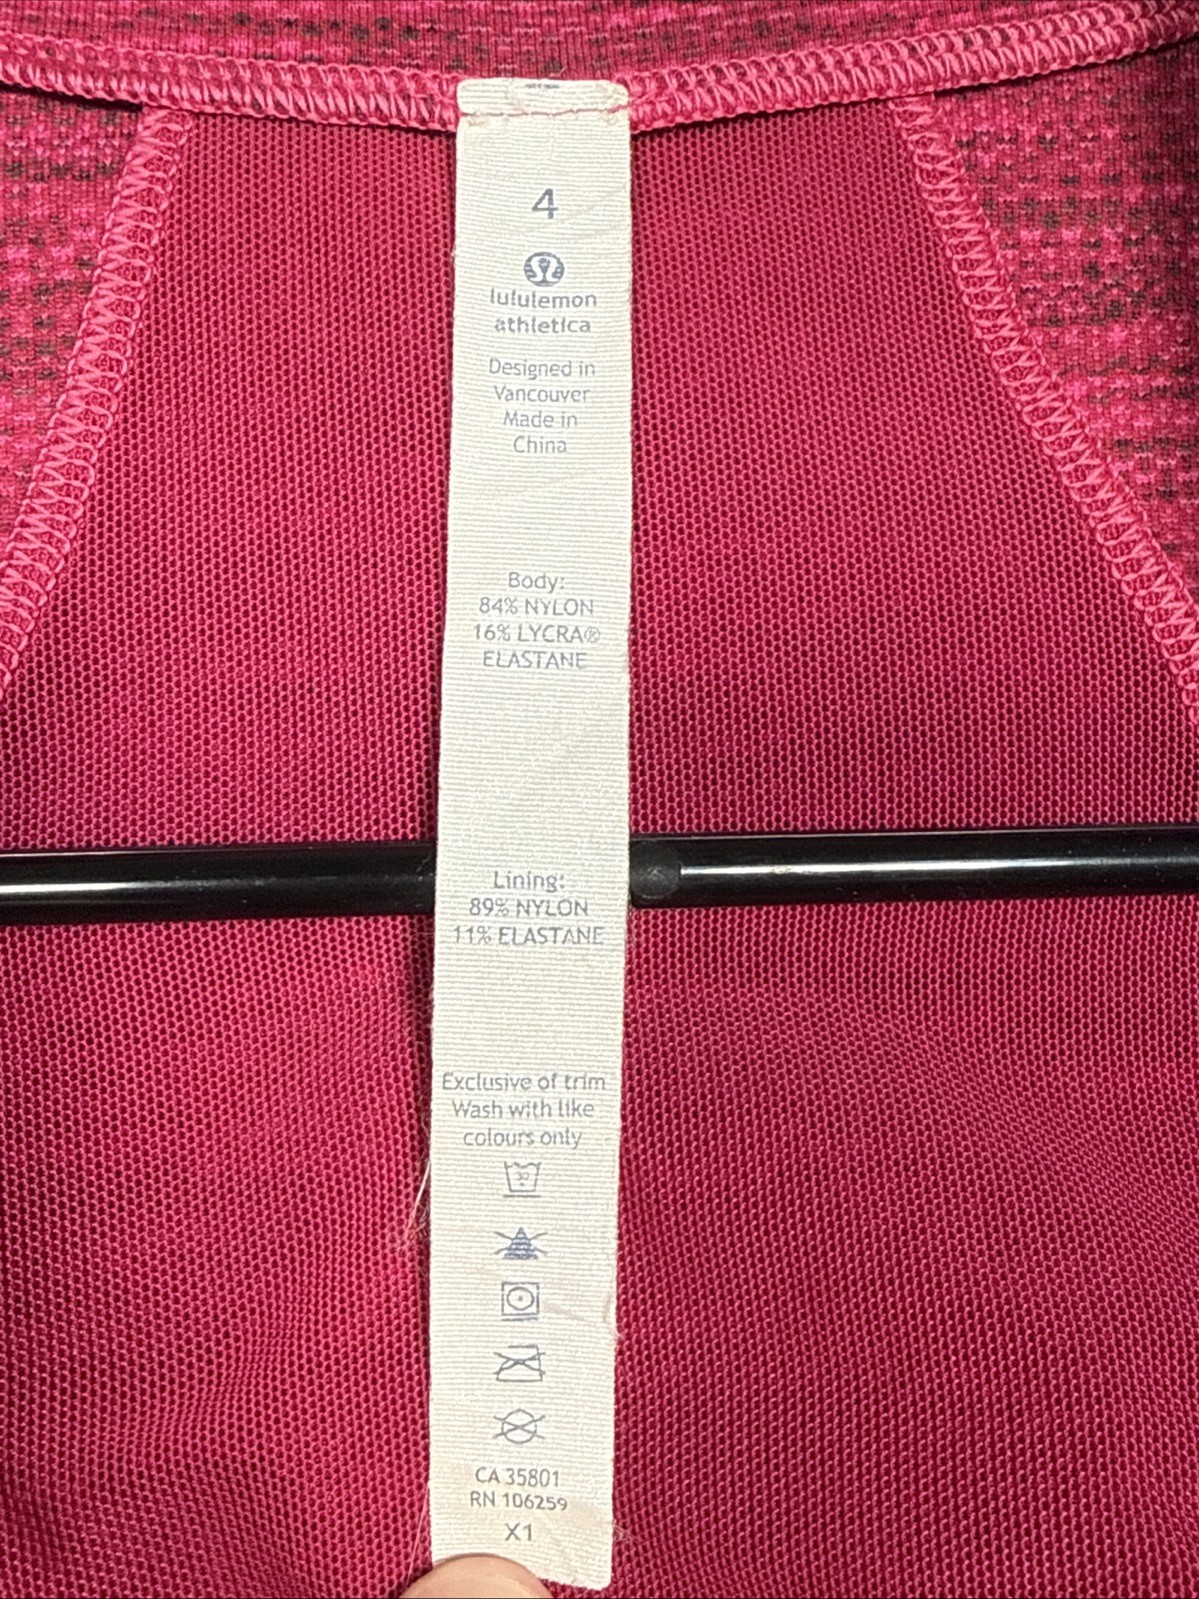 4
lululemon
athletica
Designed in
Vancouver
Made in
China
Body:
84% NYLON
16% LYCRA®
ELASTANE
Lining:
89% NYLON
11% ELASTANE
Exclusive of trim
Wash with like
colours only
30
CA 35801
RN 106259
X1